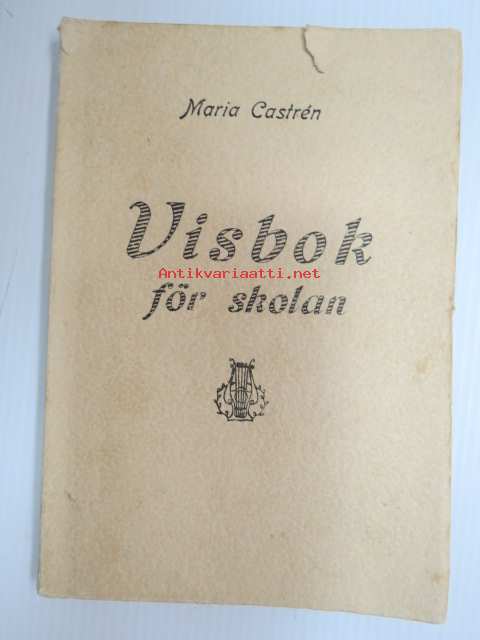 Maria Castrén
Visbok
Antikvariaatti.net
för skolan